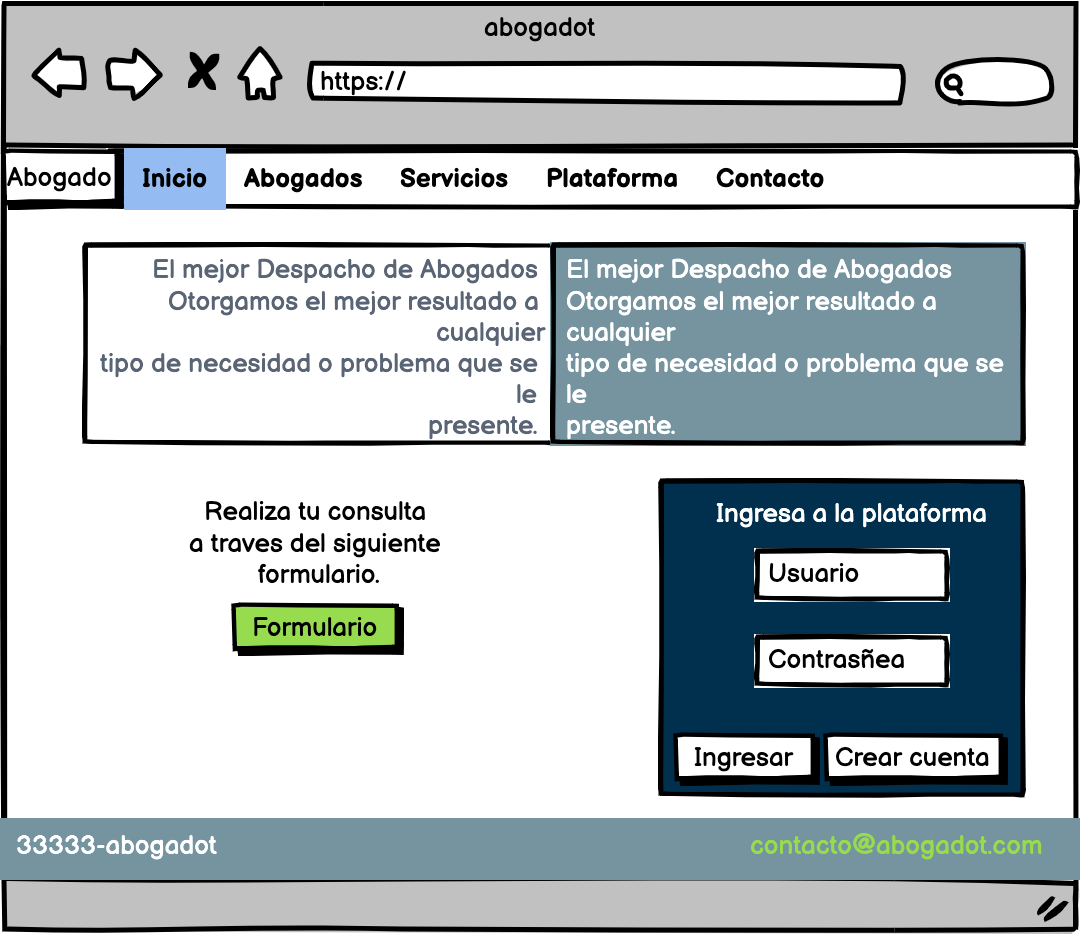 abogadot
https://
Abogado
Inicio
Abogados
Servicios
Plataforma
Contacto
El mejor Despacho de Abogados
Otorgamos el mejor resultado a
cualquier
tipo de necesidad o problema que se
le
presente.
El mejor Despacho de Abogados
Otorgamos el mejor resultado a
cualquier
tipo de necesidad o problema que se
le
presente.
Realiza tu consulta
a traves del siguiente
formulario.
Formulario
Ingresa a la plataforma
Usuario
Contrasñea
Ingresar
Crear cuenta
33333-abogadot
contacto@abogadot.com